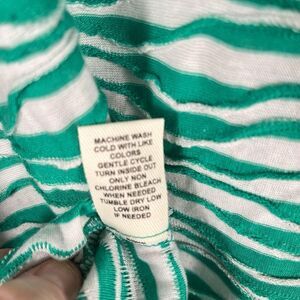 MACHINE WASH
COLD WITH LIKE
COLORS
GENTLE CYCLE
TURN INSIDE OUT
ONLY NON
CHLORINE BLEACH
WHEN NEEDED
TUMBLE DRY LOW
LOW IRON
IF NEEDED